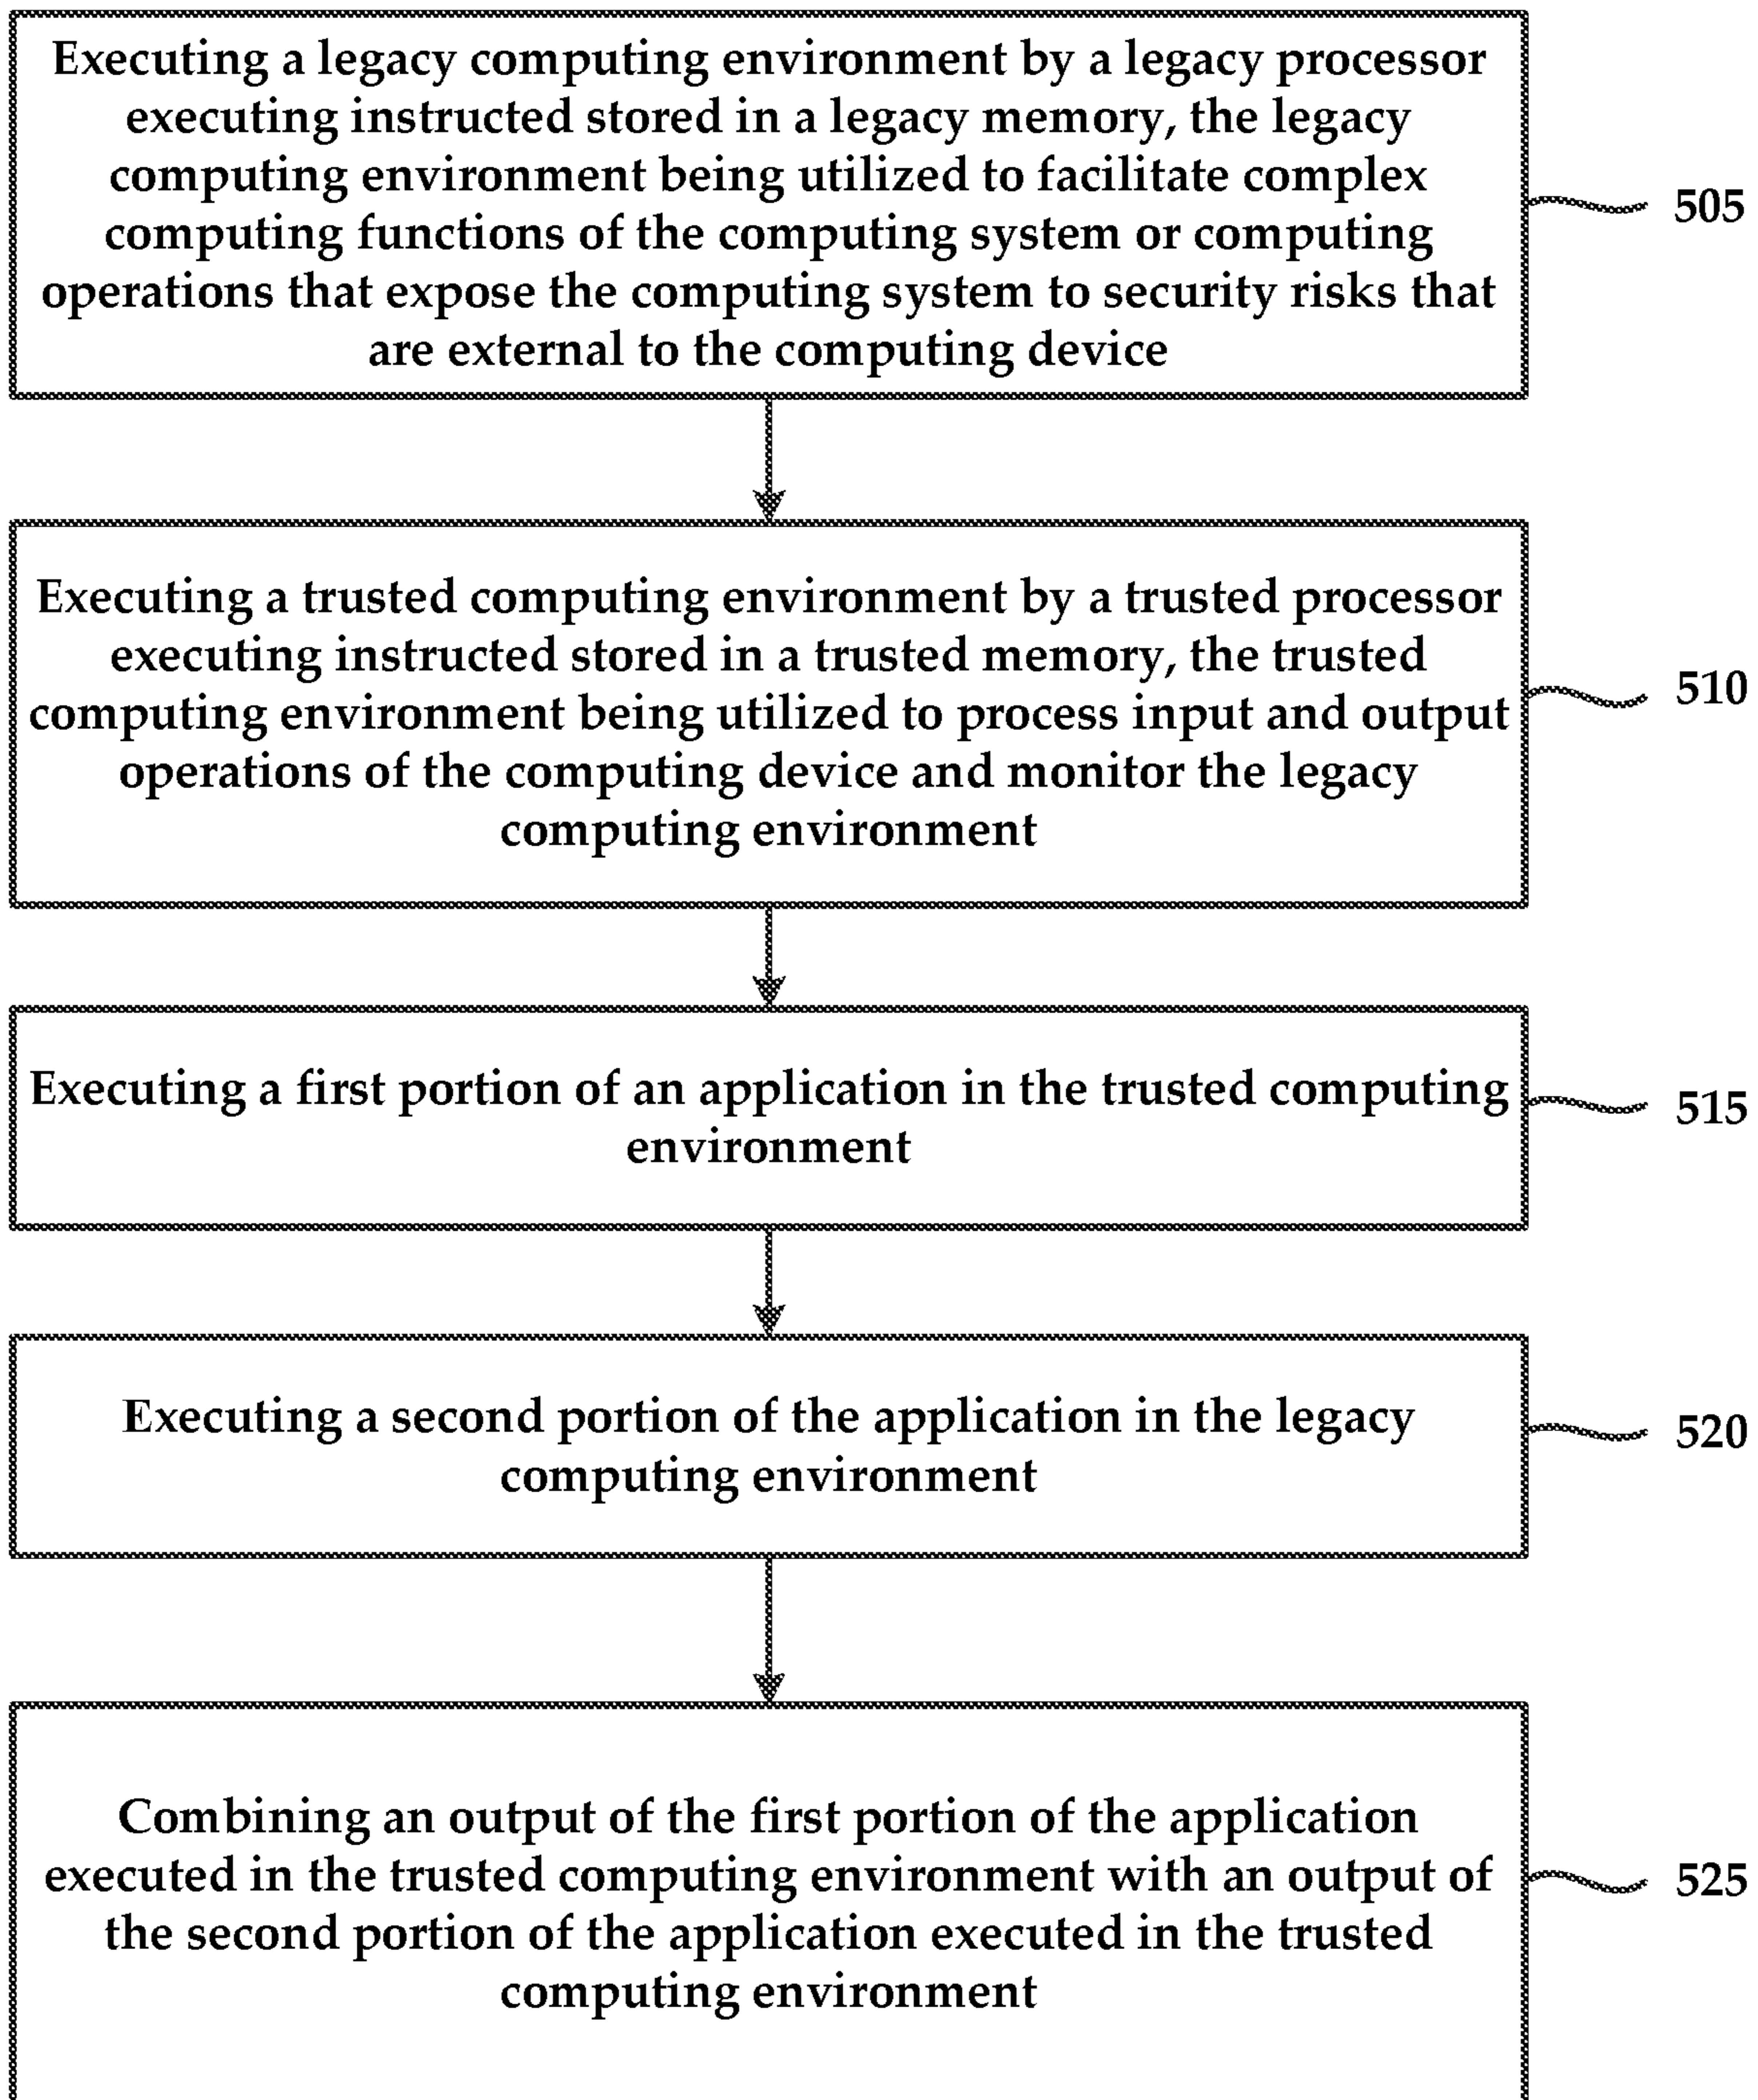 Executing a legacy computing environment by a legacy processor
executing instructed stored in a legacy memory, the legacy
computing environment being utilized to facilitate complex
computing functions of the computing system or computing
operations that expose the computing system to security risks that
are external to the computing device
505
Executing a trusted computing environment by a trusted processor
executing instructed stored in a trusted memory, the trusted
computing environment being utilized to process input and output
operations of the computing device and monitor the legacy
computing environment
510
Executing a first portion of an application in the trusted computing
environment
515
Executing a second portion of the application in the legacy
computing environment
520
Combining an output of the first portion of the application
executed in the trusted computing environment with an output of
the second portion of the application executed in the trusted
computing environment
525